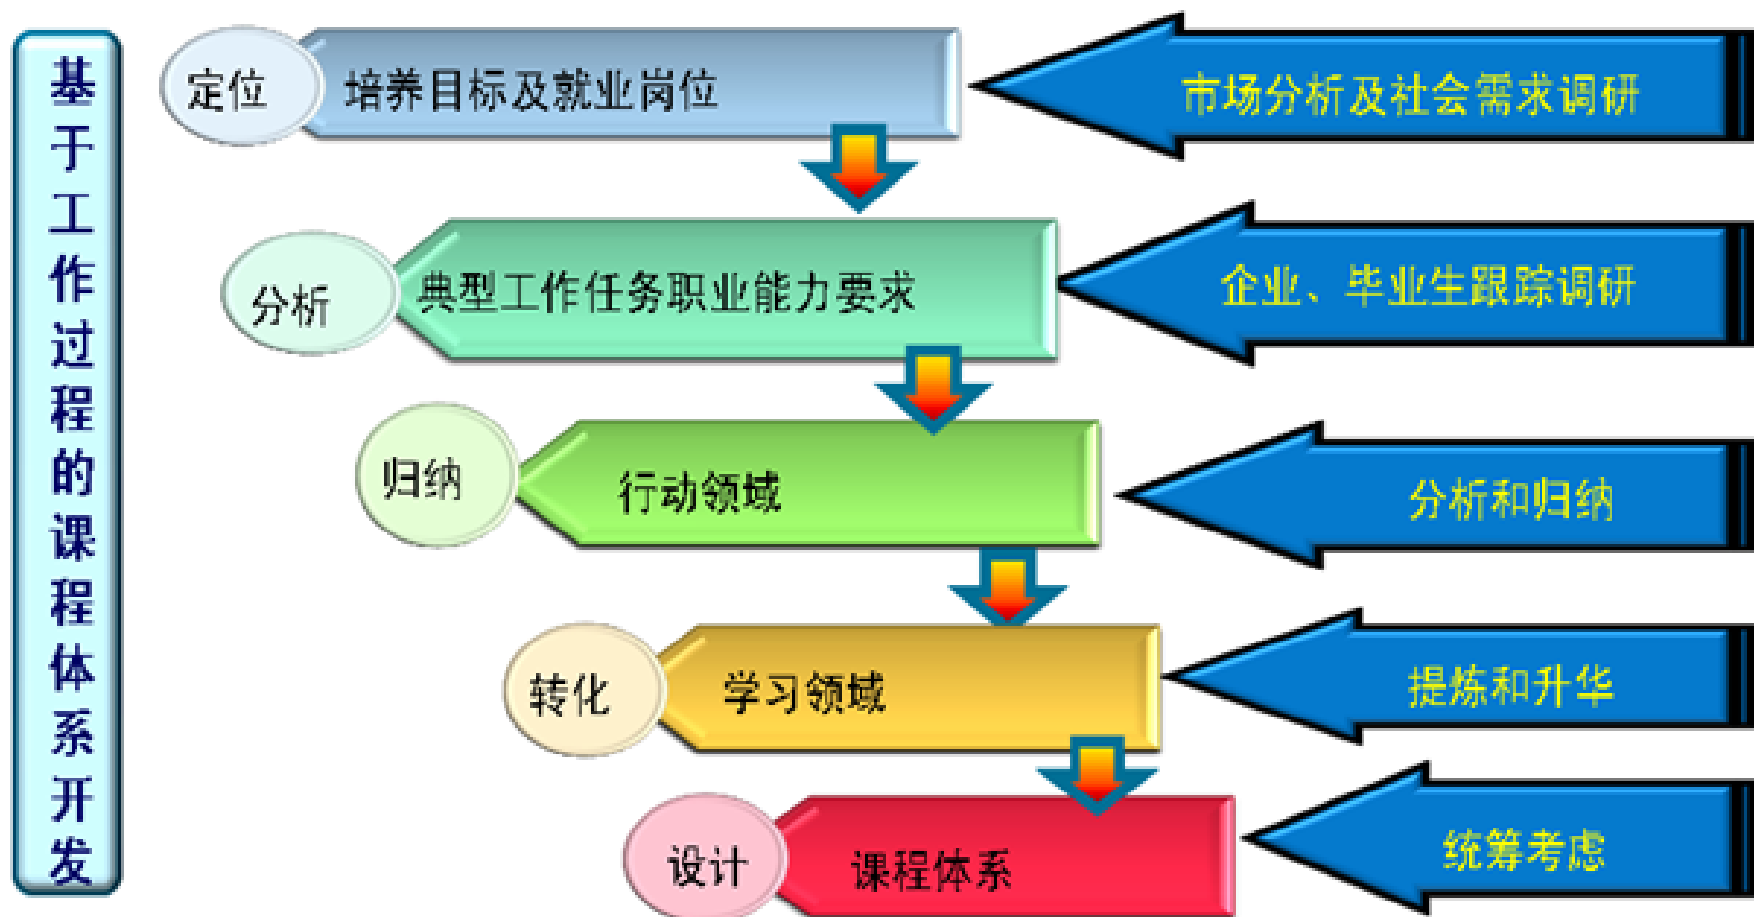 基于工作过程的课程体系开发
定位
培养目标及就业岗位
市场分析及社会需求调研
分析
典型工作任务职业能力要求
企业、毕业生跟踪调研
归纳
行动领域
分析和归纳
转化
学习领域
提炼和升华
设计
课程体系
统筹考虑